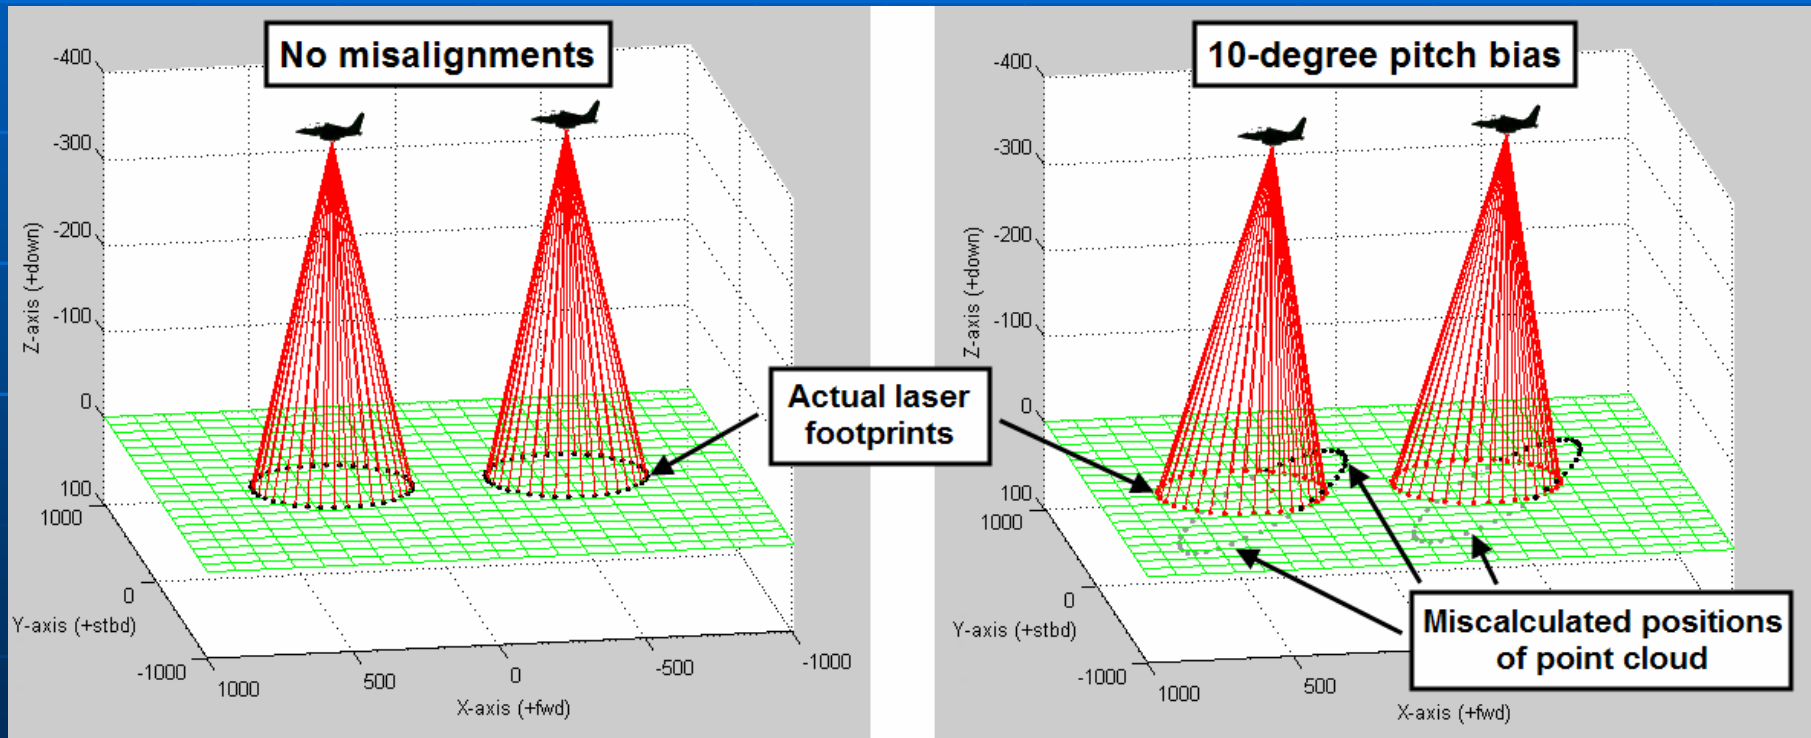 No misalignments
-400
-300
-200
-100
0
100
Z-axis (+down)
1000
0
-1000
Y-axis (+stbd)
1000
500
0
-500
-1000
X-axis (+fwd)
Actual laser
footprints
10-degree pitch bias
-400
-300
-200
-100
0
100
Z-axis (+down)
1000
0
-1000
Y-axis (+stbd)
1000
500
X-axis (+fwd)
Miscalculated positions
of point cloud